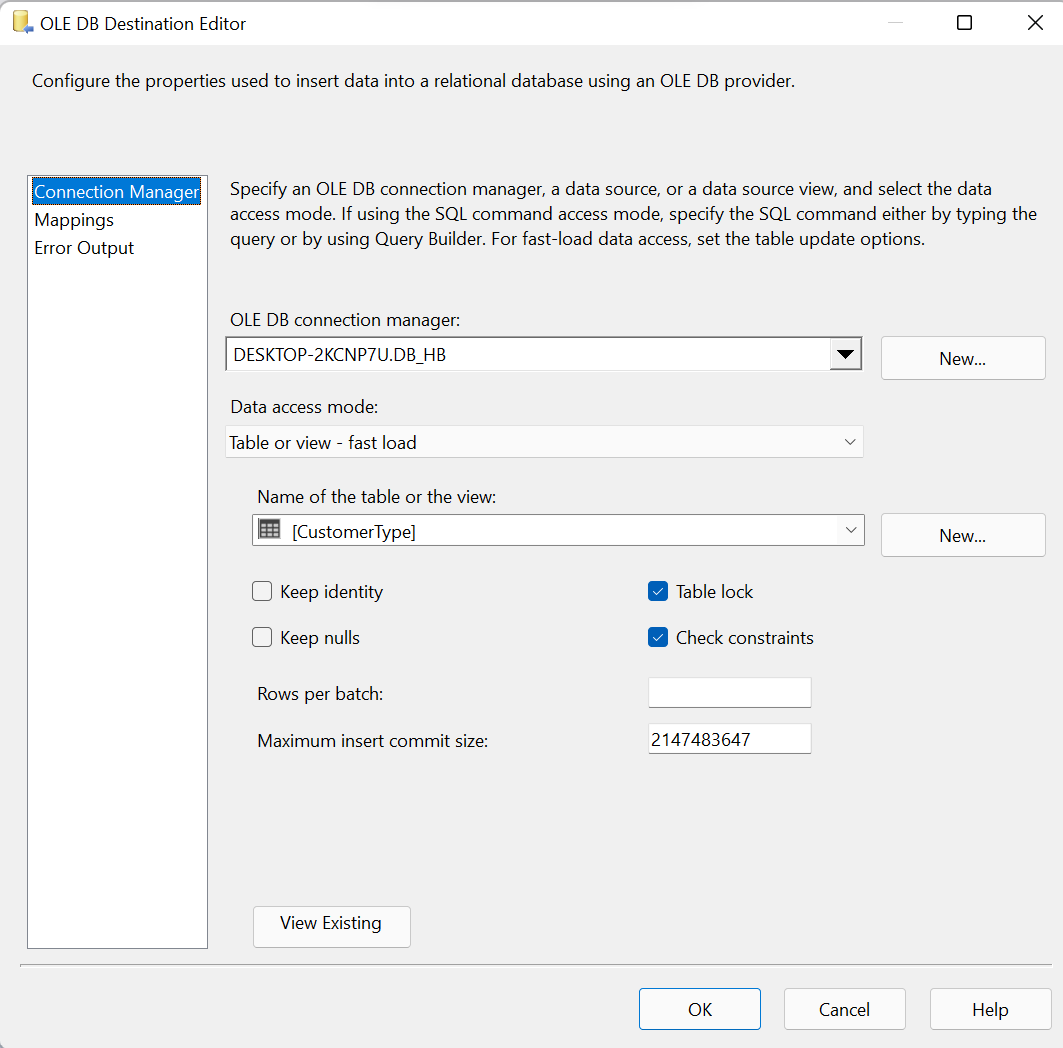 OLE DB Destination Editor
Configure the properties used to insert data into a relational database using an OLE DB provider.
Connection Manager
Mappings
Error Output
Specify an OLE DB connection manager, a data source, or a data source view, and select the data
access mode. If using the SQL command access mode, specify the SQL command either by typing the
query or by using Query Builder. For fast-load data access, set the table update options.
OLE DB connection manager:
DESKTOP-2KCNP7U.DB_HB
New...
Data access mode:
Table or view - fast load
Name of the table or the view:
[CustomerType]
New...
Keep identity
Table lock
Keep nulls
Check constraints
Rows per batch:
Maximum insert commit size:
2147483647
View Existing
OK
Cancel
Help